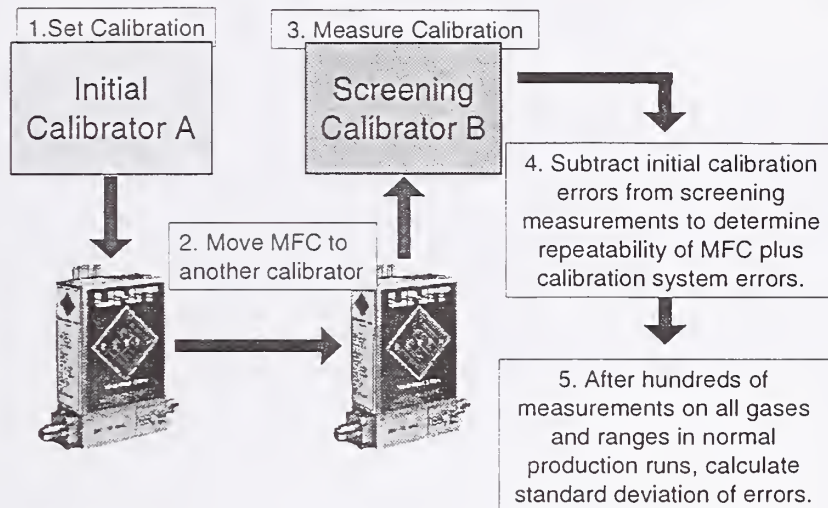 1.Set Calibration
Initial
Calibrator A
2. Move MFC to
another calibrator
3. Measure Calibration
Screening
Calibrator B
4. Subtract initial calibration
errors from screening
measurements to determine
repeatability of MFC plus
calibration system errors.
5. After hundreds of
measurements on all gases
and ranges in normal
production runs, calculate
standard deviation of errors.